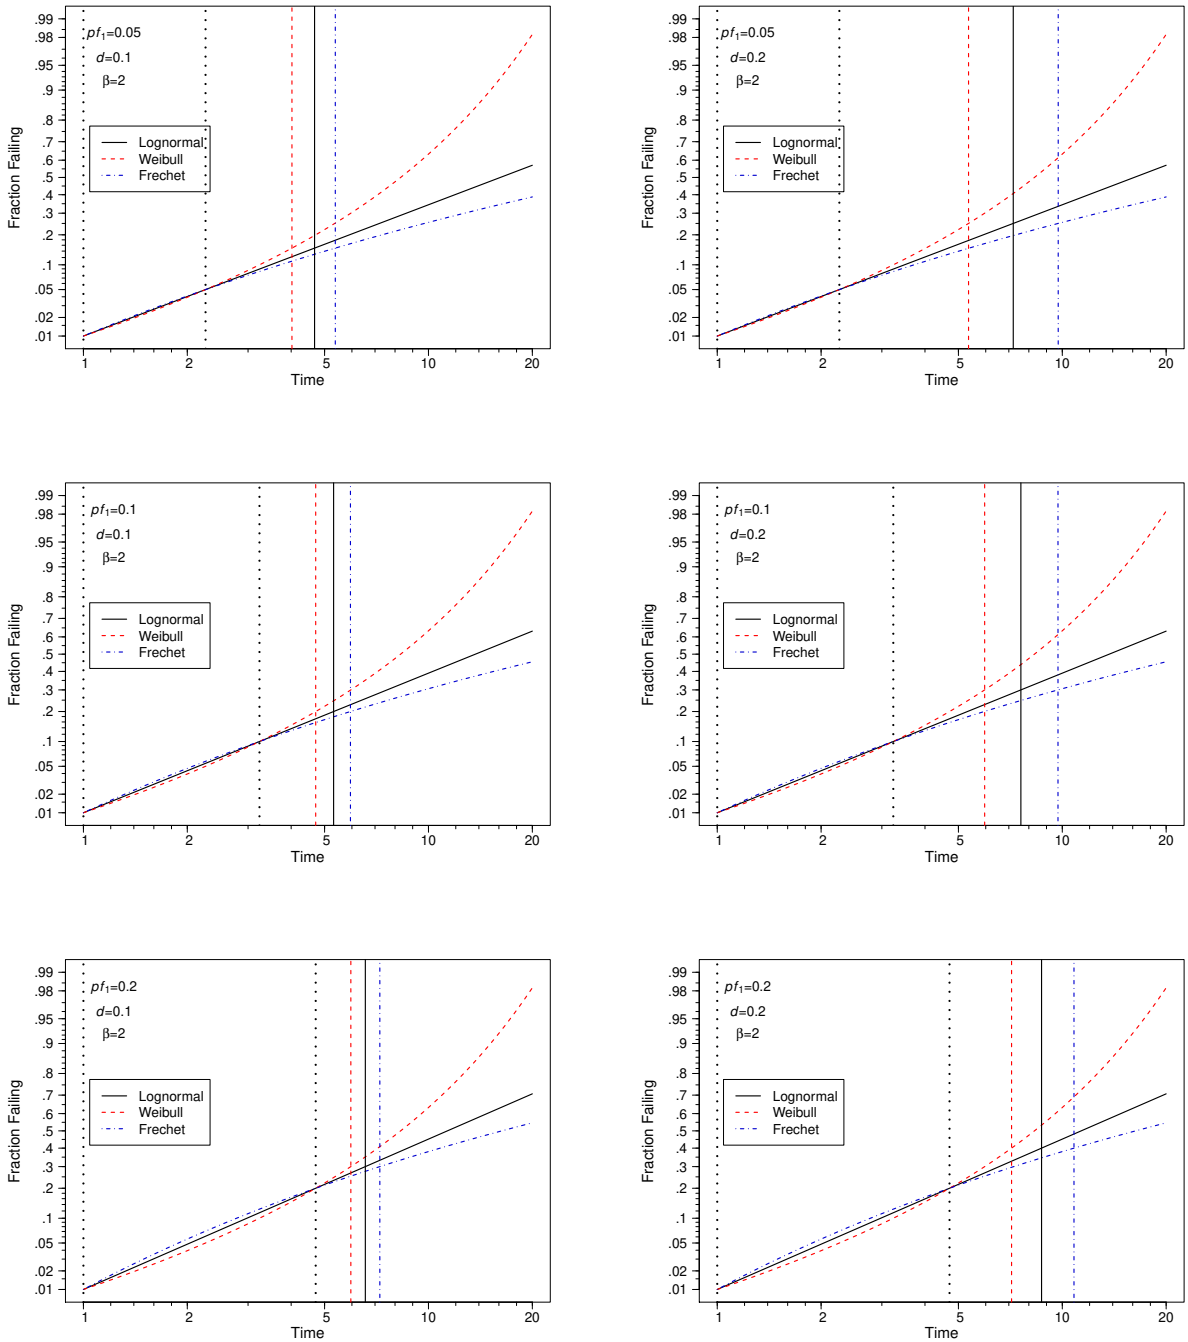 .99
.98
.95
.9
.8
.7
.6
.5
.4
.3
.2
.1
.05
.02
.01
Fraction Failing
pf1=0.05
d=0.1
β=2
Lognormal
Weibull
Frechet
1 2 5 10 20
Time
.99
.98
.95
.9
.8
.7
.6
.5
.4
.3
.2
.1
.05
.02
.01
Fraction Failing
pf1=0.05
d=0.2
β=2
Lognormal
Weibull
Frechet
1 2 5 10 20
Time
.99
.98
.95
.9
.8
.7
.6
.5
.4
.3
.2
.1
.05
.02
.01
Fraction Failing
pf1=0.1
d=0.1
β=2
Lognormal
Weibull
Frechet
1 2 5 10 20
Time
.99
.98
.95
.9
.8
.7
.6
.5
.4
.3
.2
.1
.05
.02
.01
Fraction Failing
pf1=0.1
d=0.2
β=2
Lognormal
Weibull
Frechet
1 2 5 10 20
Time
.99
.98
.95
.9
.8
.7
.6
.5
.4
.3
.2
.1
.05
.02
.01
Fraction Failing
pf1=0.2
d=0.1
β=2
Lognormal
Weibull
Frechet
1 2 5 10 20
Time
.99
.98
.95
.9
.8
.7
.6
.5
.4
.3
.2
.1
.05
.02
.01
Fraction Failing
pf1=0.2
d=0.2
β=2
Lognormal
Weibull
Frechet
1 2 5 10 20
Time